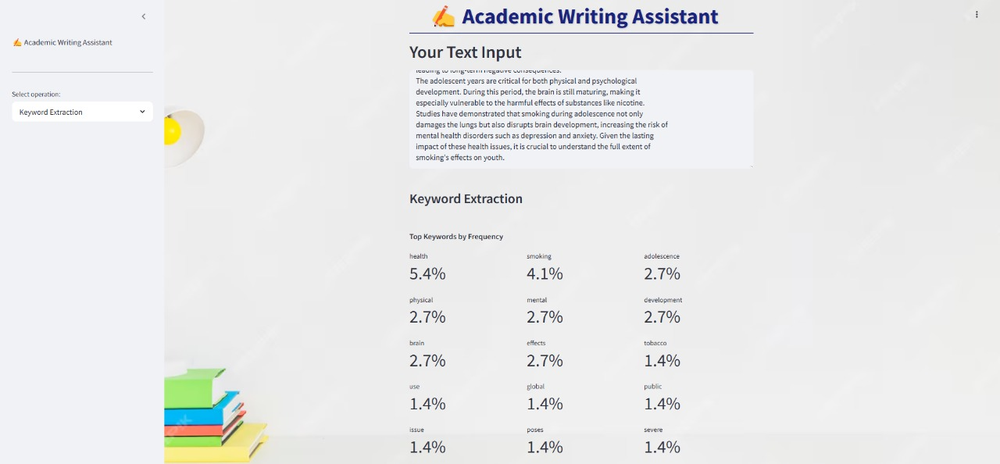 Academic Writing Assistant
Academic Writing Assistant
Select operation:
Keyword Extraction
Your Text Input
leading to long-term negative consequences.
The adolescent years are critical for both physical and psychological
development. During this period, the brain is still maturing, making it
especially vulnerable to the harmful effects of substances like nicotine.
Studies have demonstrated that smoking during adolescence not only
damages the lungs but also disrupts brain development, increasing the risk of
mental health disorders such as depression and anxiety. Given the lasting
impact of these health issues, it is crucial to understand the full extent of
smoking's effects on youth.
Keyword Extraction
Top Keywords by Frequency
health smoking adolescence
5.4% 4.1% 2.7%
physical mental development
2.7% 2.7% 2.7%
brain effects tobacco
2.7% 2.7% 1.4%
use global public
1.4% 1.4% 1.4%
issue poses severe
1.4% 1.4% 1.4%